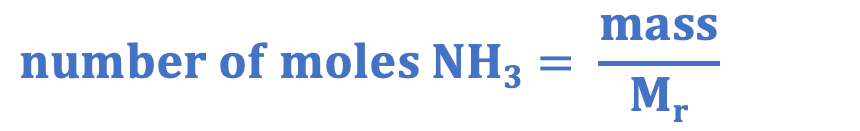 number of moles NH₃ = mass / Mᵣ